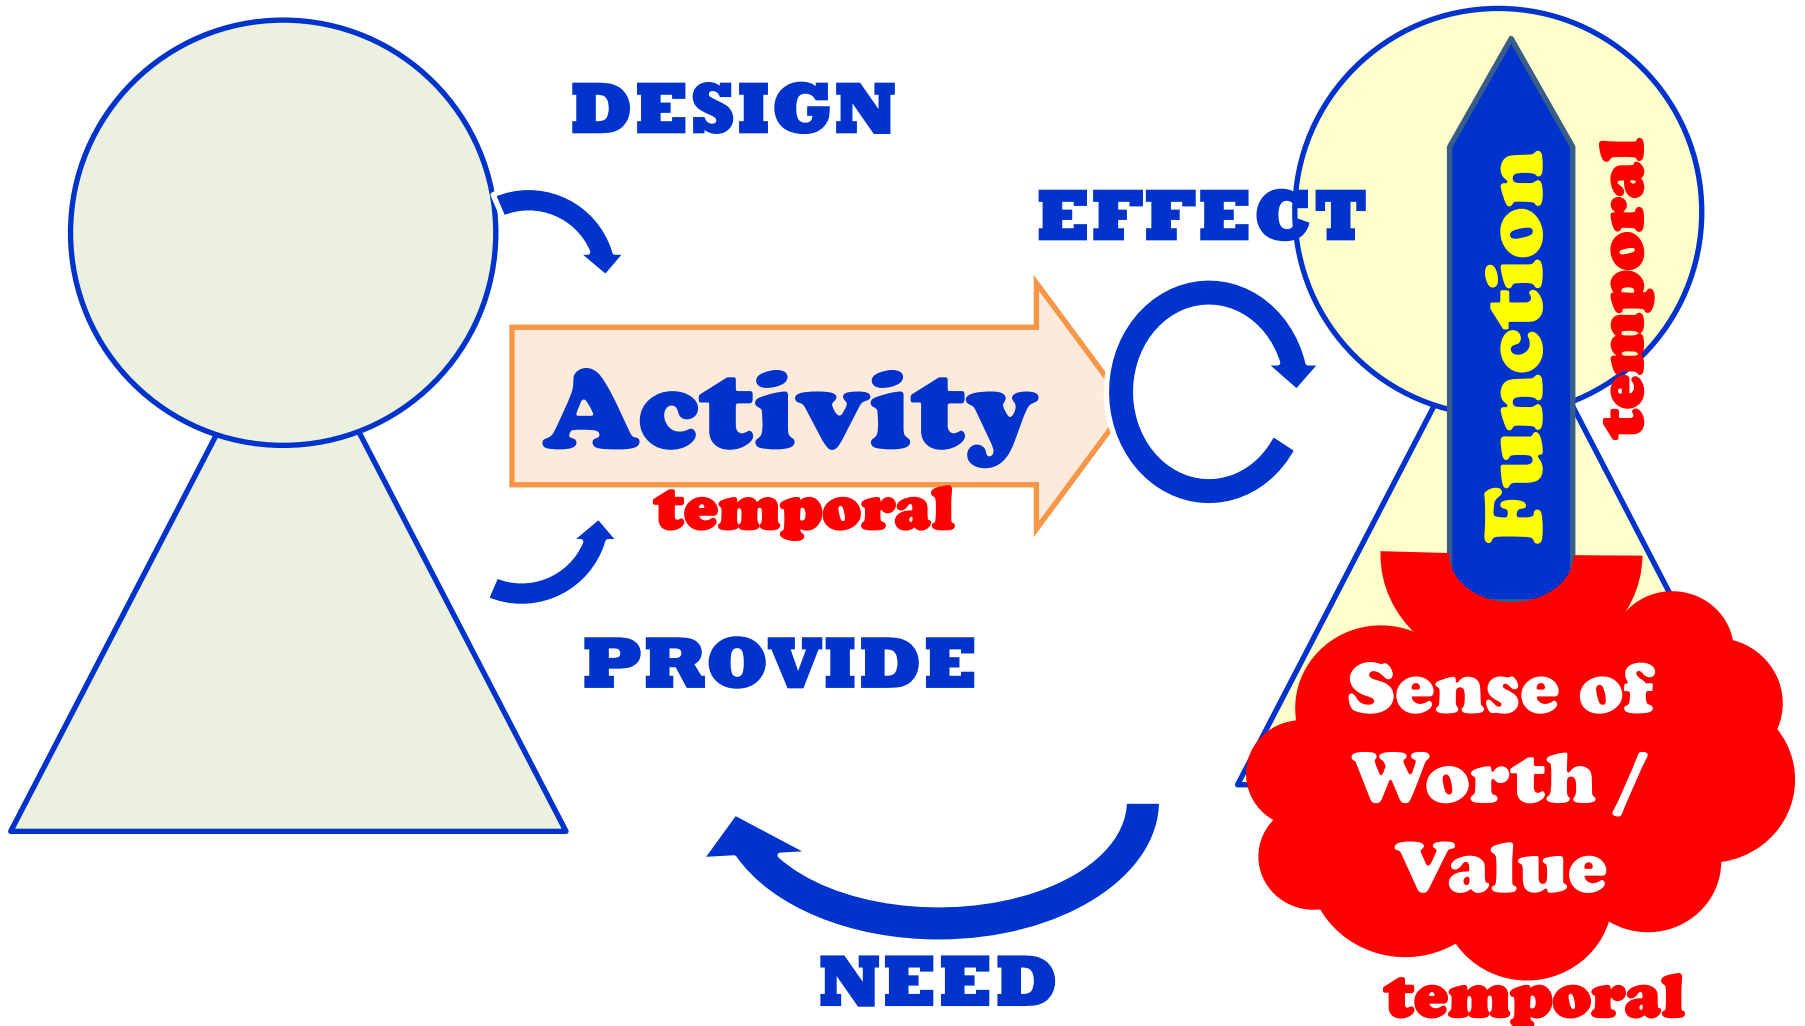 DESIGN
EFFECT
Function
temporal
Activity
temporal
PROVIDE
Sense of
Worth /
Value
NEED
temporal